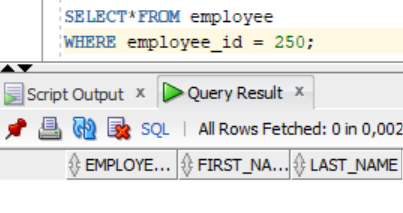 SELECT*FROM employee
WHERE employee_id = 250;
Script Output x Query Result x
SQL | All Rows Fetched: 0 in 0,002
EMPLOYE... FIRST_NA... LAST_NAME